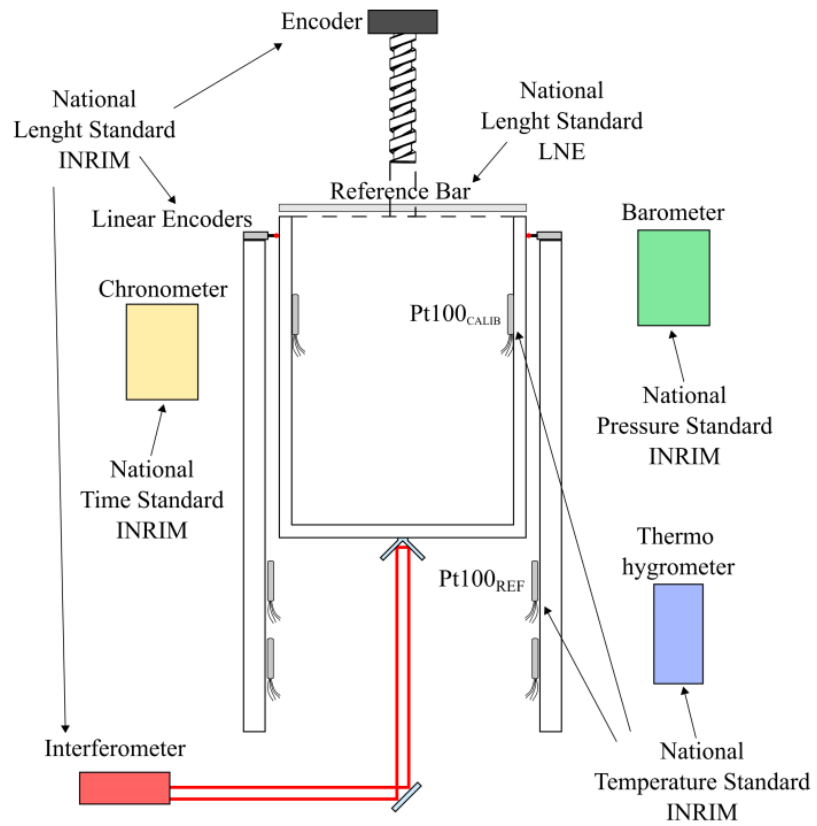 Encoder
National
Lenght Standard
INRIM
National
Lenght Standard
LNE
Reference Bar
Linear Encoders
Barometer
Chronometer
Pt100CALIB
National
Pressure Standard
INRIM
National
Time Standard
INRIM
Thermo
hygrometer
Pt100REF
Interferometer
National
Temperature Standard
INRIM